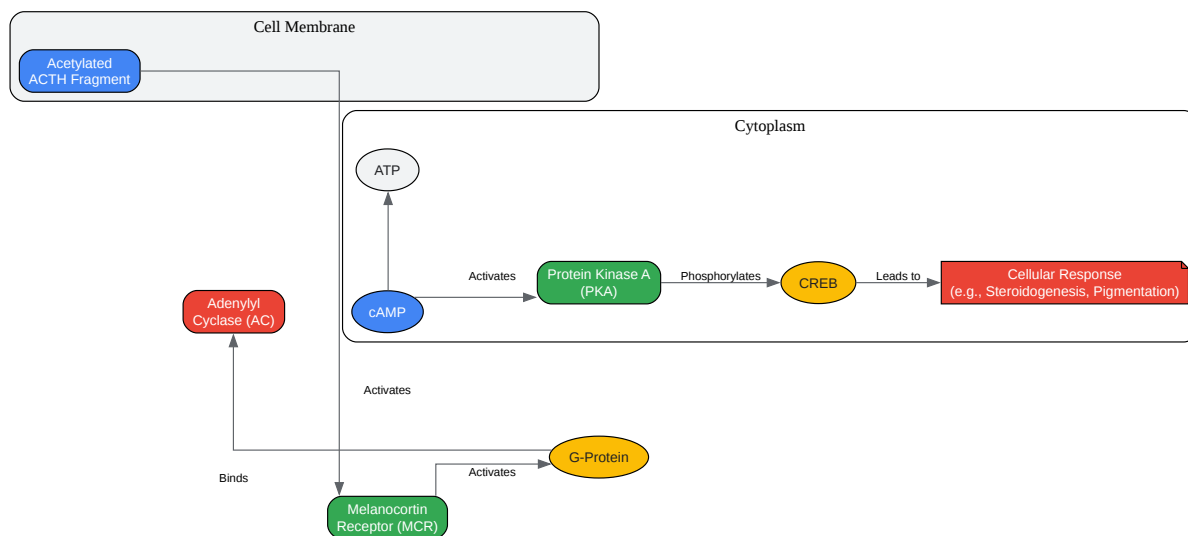 Cell Membrane
Acetylated
ACTH Fragment
Cytoplasm
ATP
Activates
Protein Kinase A
(PKA)
Phosphorylates
CREB
Leads to
Cellular Response
(e.g., Steroidogenesis, Pigmentation)
cAMP
Adenylyl
Cyclase (AC)
Activates
G-Protein
Activates
Binds
Melanocortin
Receptor (MCR)